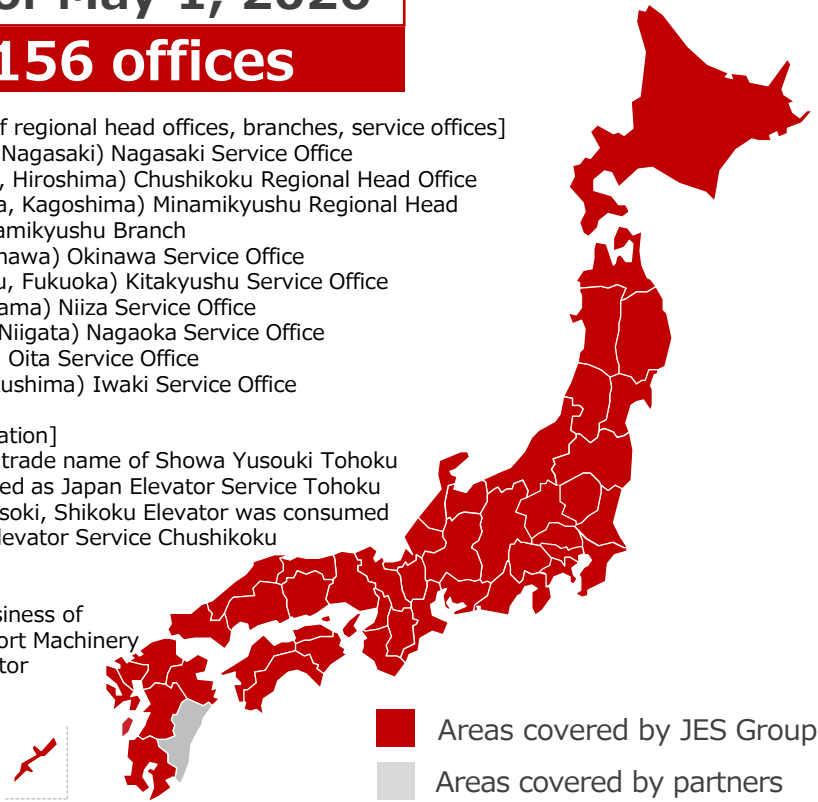 of May 1, 2026
156 offices
f regional head offices, branches, service offices]
Nagasaki) Nagasaki Service Office
, Hiroshima) Chushikoku Regional Head Office
a, Kagoshima) Minamikyushu Regional Head
amikyushu Branch
nawa) Okinawa Service Office
u, Fukuoka) Kitakyushu Service Office
ama) Niiza Service Office
Niigata) Nagaoka Service Office
Oita Service Office
ushima) Iwaki Service Office
ation]
trade name of Showa Yusouki Tohoku
ed as Japan Elevator Service Tohoku
soki, Shikoku Elevator was consumed
levator Service Chushikoku
siness of
ort Machinery
tor
Areas covered by JES Group
Areas covered by partners